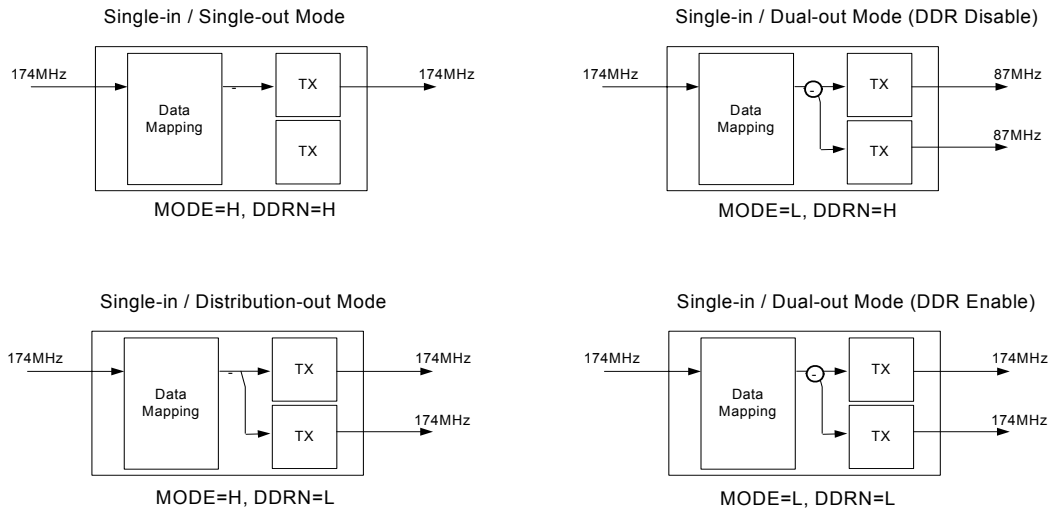 Single-in / Single-out Mode
174MHz
Data
Mapping
TX
TX
174MHz
MODE=H, DDRN=H
Single-in / Dual-out Mode (DDR Disable)
174MHz
Data
Mapping
-
TX
TX
87MHz
87MHz
MODE=L, DDRN=H
Single-in / Distribution-out Mode
174MHz
Data
Mapping
TX
TX
174MHz
174MHz
MODE=H, DDRN=L
Single-in / Dual-out Mode (DDR Enable)
174MHz
Data
Mapping
-
TX
TX
174MHz
174MHz
MODE=L, DDRN=L